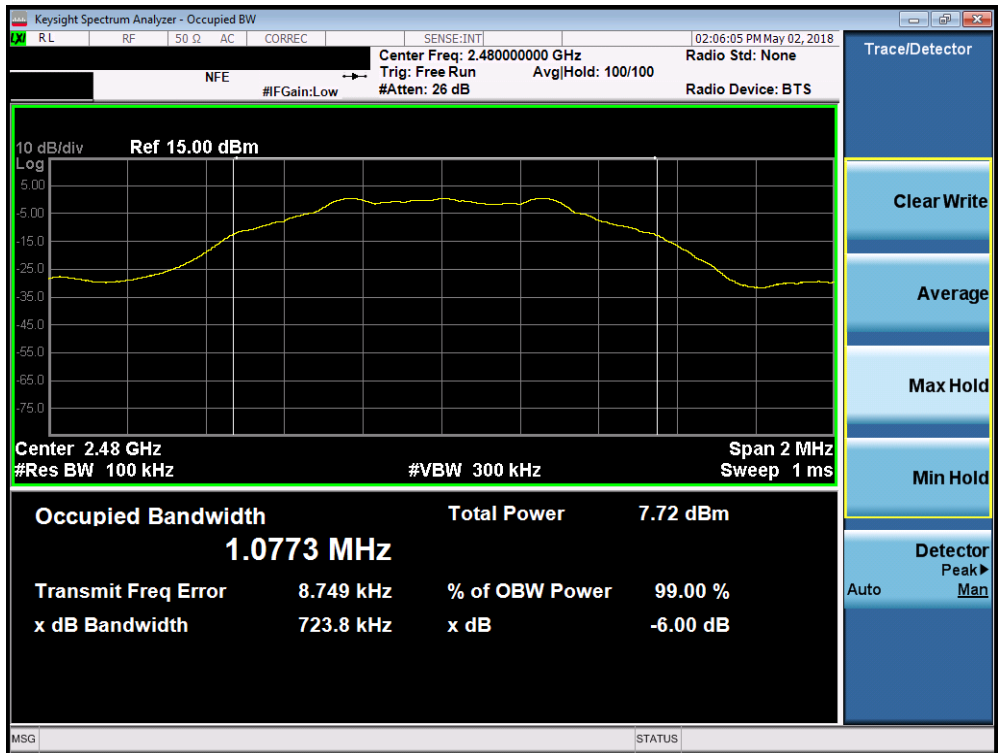 Keysight Spectrum Analyzer - Occupied BW
LXI RL RF 50 Ω AC CORREC SENSE:INT 02:06:05 PM May 02, 2018
Center Freq: 2.480000000 GHz Radio Std: None
NFE Trig: Free Run Avg|Hold: 100/100
#IFGain:Low #Atten: 26 dB Radio Device: BTS
10 dB/div Ref 15.00 dBm
Log
5.00
-5.00
-15.0
-25.0
-35.0
-45.0
-55.0
-65.0
-75.0
Center 2.48 GHz Span 2 MHz
#Res BW 100 kHz #VBW 300 kHz Sweep 1 ms
Occupied Bandwidth Total Power 7.72 dBm
1.0773 MHz
Transmit Freq Error 8.749 kHz % of OBW Power 99.00 %
x dB Bandwidth 723.8 kHz x dB -6.00 dB
Trace/Detector
Clear Write
Average
Max Hold
Min Hold
Detector
Peak▶
Auto Man
MSG STATUS